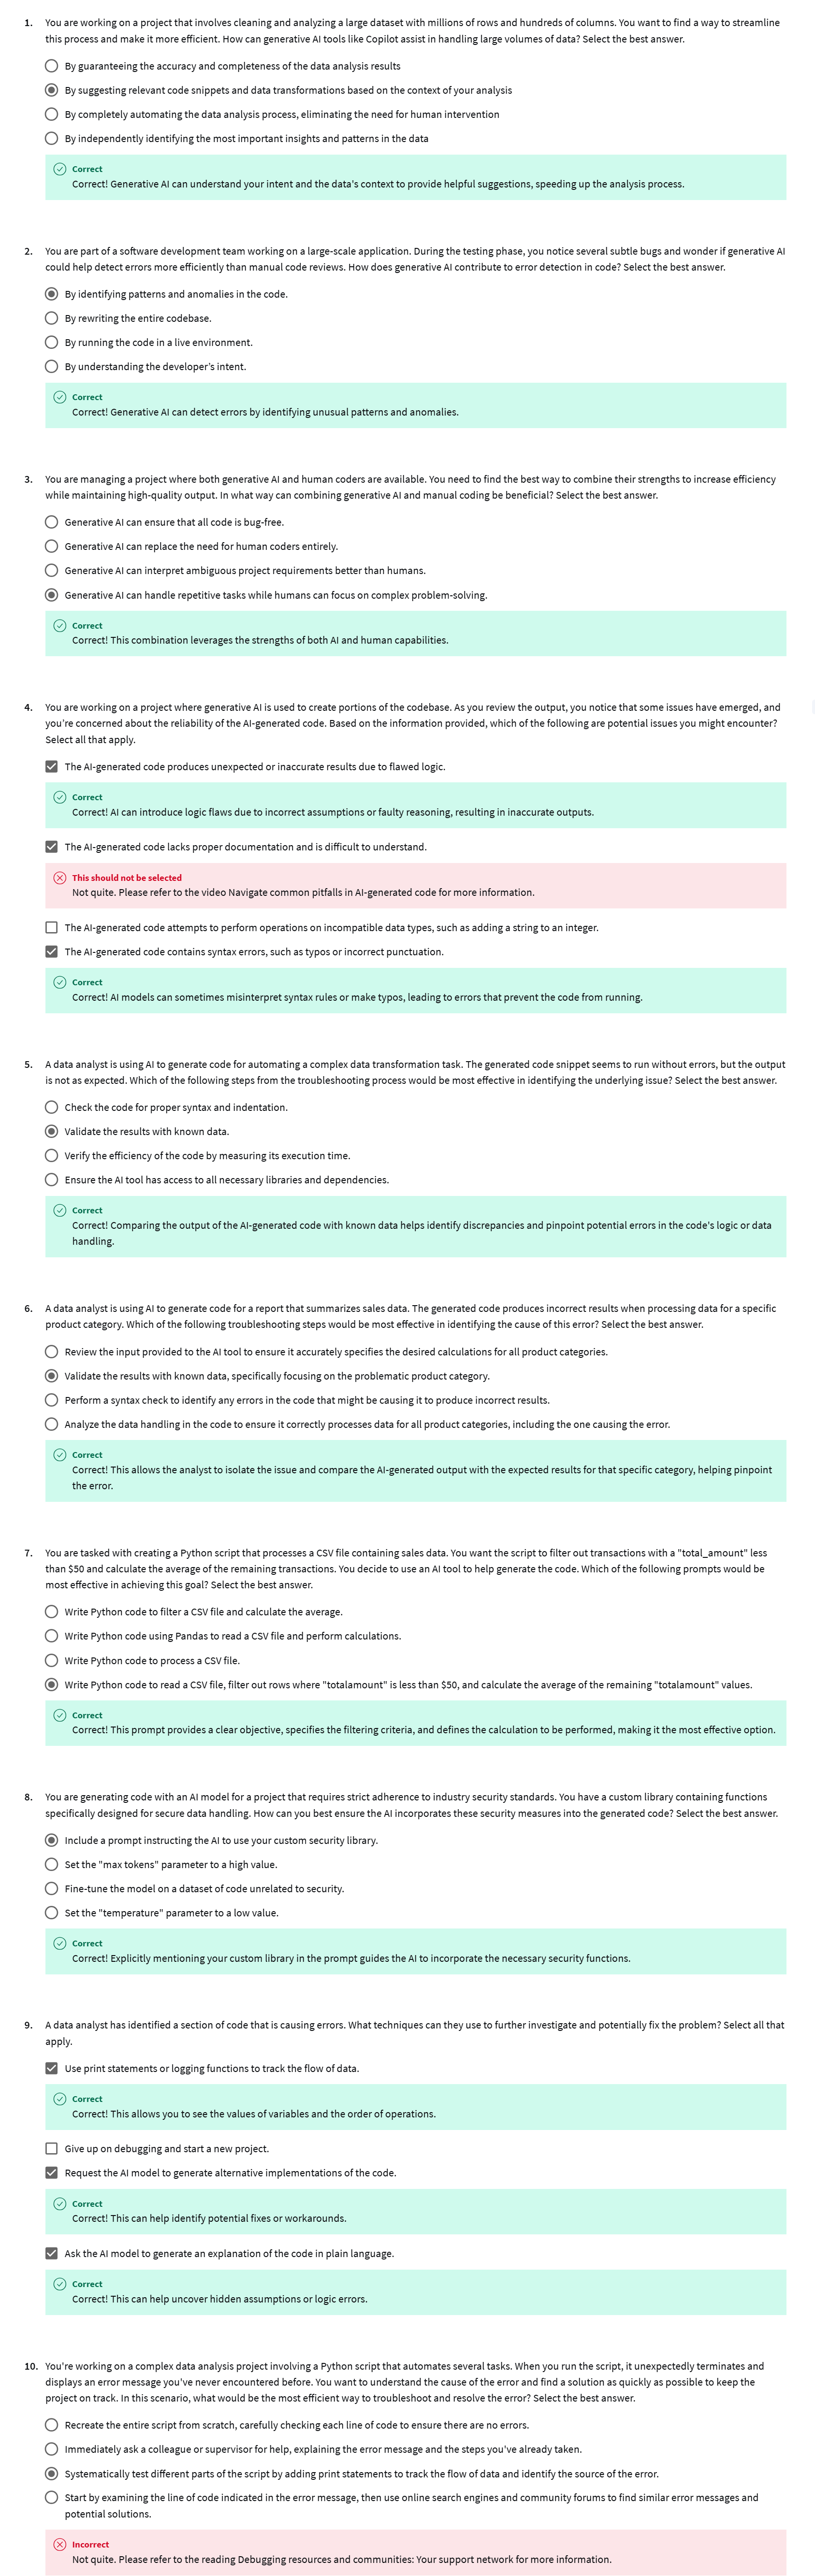 1. You are working on a project that involves cleaning and analyzing a large dataset with millions of rows and hundreds of columns. You want to find a way to streamline
this process and make it more efficient. How can generative AI tools like Copilot assist in handling large volumes of data? Select the best answer.
By guaranteeing the accuracy and completeness of the data analysis results
By suggesting relevant code snippets and data transformations based on the context of your analysis
By completely automating the data analysis process, eliminating the need for human intervention
By independently identifying the most important insights and patterns in the data
Correct
Correct! Generative AI can understand your intent and the data's context to provide helpful suggestions, speeding up the analysis process.
2. You are part of a software development team working on a large-scale application. During the testing phase, you notice several subtle bugs and wonder if generative AI
could help detect errors more efficiently than manual code reviews. How does generative AI contribute to error detection in code? Select the best answer.
By identifying patterns and anomalies in the code.
By rewriting the entire codebase.
By running the code in a live environment.
By understanding the developer’s intent.
Correct
Correct! Generative AI can detect errors by identifying unusual patterns and anomalies.
3. You are managing a project where both generative AI and human coders are available. You need to find the best way to combine their strengths to increase efficiency
while maintaining high-quality output. In what way can combining generative AI and manual coding be beneficial? Select the best answer.
Generative AI can ensure that all code is bug-free.
Generative AI can replace the need for human coders entirely.
Generative AI can interpret ambiguous project requirements better than humans.
Generative AI can handle repetitive tasks while humans can focus on complex problem-solving.
Correct
Correct! This combination leverages the strengths of both AI and human capabilities.
4. You are working on a project where generative AI is used to create portions of the codebase. As you review the output, you notice that some issues have emerged, and
you’re concerned about the reliability of the AI-generated code. Based on the information provided, which of the following are potential issues you might encounter?
Select all that apply.
The AI-generated code produces unexpected or inaccurate results due to flawed logic.
Correct
Correct! AI can introduce logic flaws due to incorrect assumptions or faulty reasoning, resulting in inaccurate outputs.
The AI-generated code lacks proper documentation and is difficult to understand.
This should not be selected
Not quite. Please refer to the video Navigate common pitfalls in AI-generated code for more information.
The AI-generated code attempts to perform operations on incompatible data types, such as adding a string to an integer.
The AI-generated code contains syntax errors, such as typos or incorrect punctuation.
Correct
Correct! AI models can sometimes misinterpret syntax rules or make typos, leading to errors that prevent the code from running.
5. A data analyst is using AI to generate code for automating a complex data transformation task. The generated code snippet seems to run without errors, but the output
is not as expected. Which of the following steps from the troubleshooting process would be most effective in identifying the underlying issue? Select the best answer.
Check the code for proper syntax and indentation.
Validate the results with known data.
Verify the efficiency of the code by measuring its execution time.
Ensure the AI tool has access to all necessary libraries and dependencies.
Correct
Correct! Comparing the output of the AI-generated code with known data helps identify discrepancies and pinpoint potential errors in the code's logic or data
handling.
6. A data analyst is using AI to generate code for a report that summarizes sales data. The generated code produces incorrect results when processing data for a specific
product category. Which of the following troubleshooting steps would be most effective in identifying the cause of this error? Select the best answer.
Review the input provided to the AI tool to ensure it accurately specifies the desired calculations for all product categories.
Validate the results with known data, specifically focusing on the problematic product category.
Perform a syntax check to identify any errors in the code that might be causing it to produce incorrect results.
Analyze the data handling in the code to ensure it correctly processes data for all product categories, including the one causing the error.
Correct
Correct! This allows the analyst to isolate the issue and compare the AI-generated output with the expected results for that specific category, helping pinpoint
the error.
7. You are tasked with creating a Python script that processes a CSV file containing sales data. You want the script to filter out transactions with a "total_amount" less
than $50 and calculate the average of the remaining transactions. You decide to use an AI tool to help generate the code. Which of the following prompts would be
most effective in achieving this goal? Select the best answer.
Write Python code to filter a CSV file and calculate the average.
Write Python code using Pandas to read a CSV file and perform calculations.
Write Python code to process a CSV file.
Write Python code to read a CSV file, filter out rows where "totalamount" is less than $50, and calculate the average of the remaining "totalamount" values.
Correct
Correct! This prompt provides a clear objective, specifies the filtering criteria, and defines the calculation to be performed, making it the most effective option.
8. You are generating code with an AI model for a project that requires strict adherence to industry security standards. You have a custom library containing functions
specifically designed for secure data handling. How can you best ensure the AI incorporates these security measures into the generated code? Select the best answer.
Include a prompt instructing the AI to use your custom security library.
Set the "max tokens" parameter to a high value.
Fine-tune the model on a dataset of code unrelated to security.
Set the "temperature" parameter to a low value.
Correct
Correct! Explicitly mentioning your custom library in the prompt guides the AI to incorporate the necessary security functions.
9. A data analyst has identified a section of code that is causing errors. What techniques can they use to further investigate and potentially fix the problem? Select all that
apply.
Use print statements or logging functions to track the flow of data.
Correct
Correct! This allows you to see the values of variables and the order of operations.
Give up on debugging and start a new project.
Request the AI model to generate alternative implementations of the code.
Correct
Correct! This can help identify potential fixes or workarounds.
Ask the AI model to generate an explanation of the code in plain language.
Correct
Correct! This can help uncover hidden assumptions or logic errors.
10. You're working on a complex data analysis project involving a Python script that automates several tasks. When you run the script, it unexpectedly terminates and
displays an error message you've never encountered before. You want to understand the cause of the error and find a solution as quickly as possible to keep the
project on track. In this scenario, what would be the most efficient way to troubleshoot and resolve the error? Select the best answer.
Recreate the entire script from scratch, carefully checking each line of code to ensure there are no errors.
Immediately ask a colleague or supervisor for help, explaining the error message and the steps you've already taken.
Systematically test different parts of the script by adding print statements to track the flow of data and identify the source of the error.
Start by examining the line of code indicated in the error message, then use online search engines and community forums to find similar error messages and
potential solutions.
Incorrect
Not quite. Please refer to the reading Debugging resources and communities: Your support network for more information.